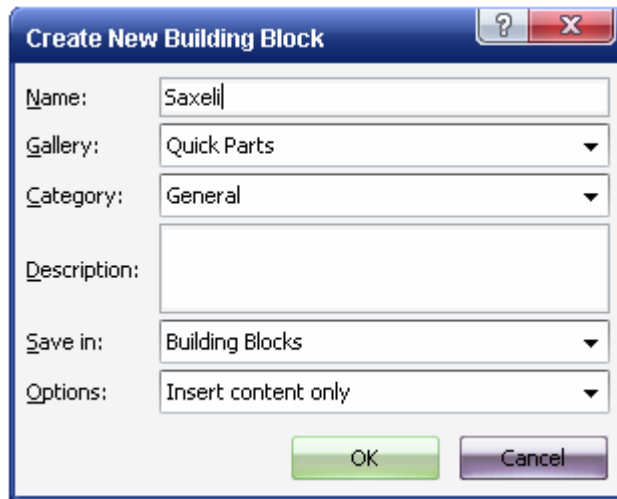 Create New Building Block ?
Name: Saxeli
Gallery: Quick Parts
Category: General
Description:
Save in: Building Blocks
Options: Insert content only
OK Cancel